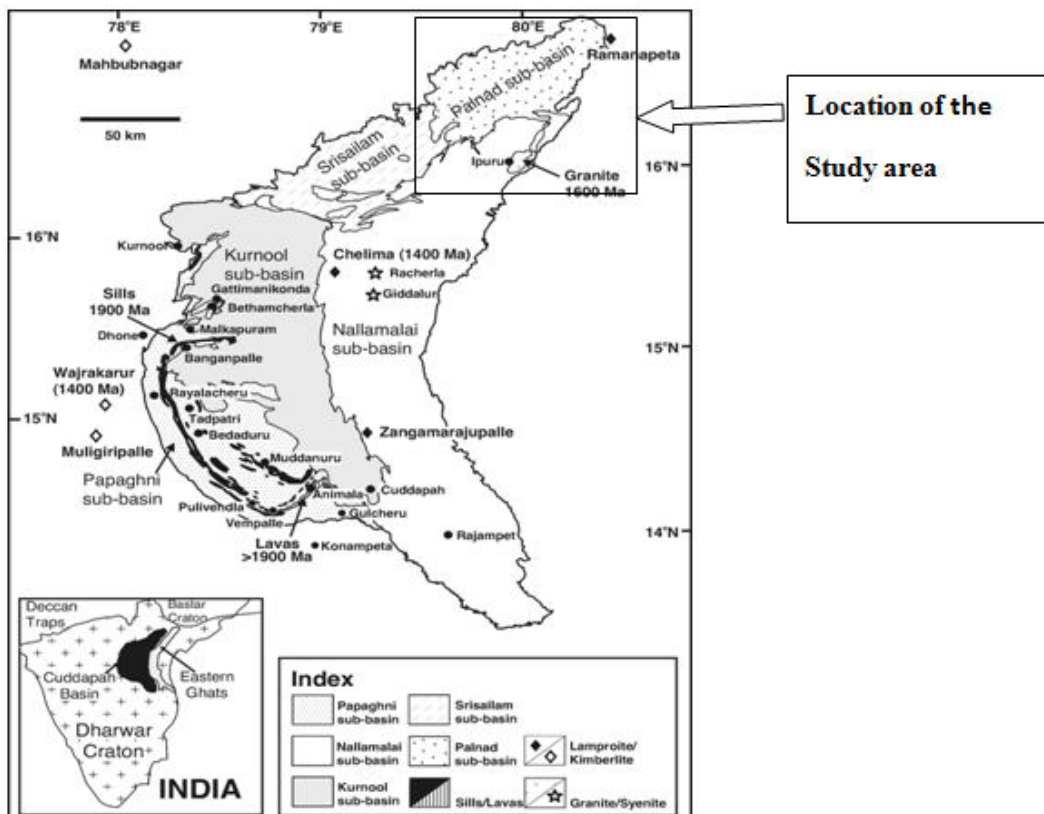 78°E
79°E
80°E
Mahbubnagar
50 km
Ramanapeta
Palnad sub-basin
Location of the
Study area
Srisailam
sub-basin
Ipuru
Granite
1600 Ma
16°N
16°N
Kurnool
Kurnool
sub-basin
Chelima (1400 Ma)
Racherla
Giddalur
Gattimanikonda
Bethamcherla
Sills
1900 Ma
Malkapuram
Dhone
Banganpalle
Nallamalai
sub-basin
15°N
Wajrakarur
(1400 Ma)
Rayalacheru
Tadpatri
Bedaduru
15°N
Zangamarajupalle
Muligiripalle
Muddanuru
Papaghni
sub-basin
Animala
Cuddapah
Pulivendla
Vempalle
Gulcheru
Lavas
>1900 Ma
Konampeta
Rajampet
14°N
Deccan
Traps
Bastar
Craton
Cuddapah
Basin
Eastern
Ghats
Dharwar
Craton
INDIA
Index
Papaghni
sub-basin
Srisailam
sub-basin
Nallamalai
sub-basin
Palnad
sub-basin
Lamproite/
Kimberlite
Kurnool
sub-basin
Sills/Lavas
Granite/Syenite